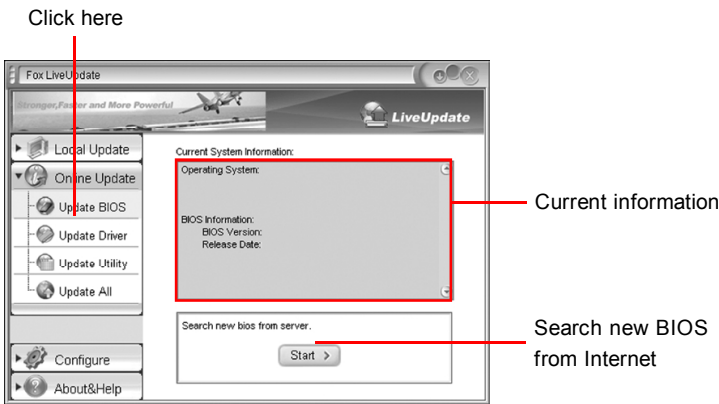 Click here
Fox LiveUpdate
Stronger,Faster and More Powerful
LiveUpdate
Local Update
Online Update
Update BIOS
Update Driver
Update Utility
Update All
Configure
About&Help
Current System Information:
Operating System:
BIOS Information:
BIOS Version:
Release Date:
Search new bios from server.
Start >
Current information
Search new BIOS
from Internet